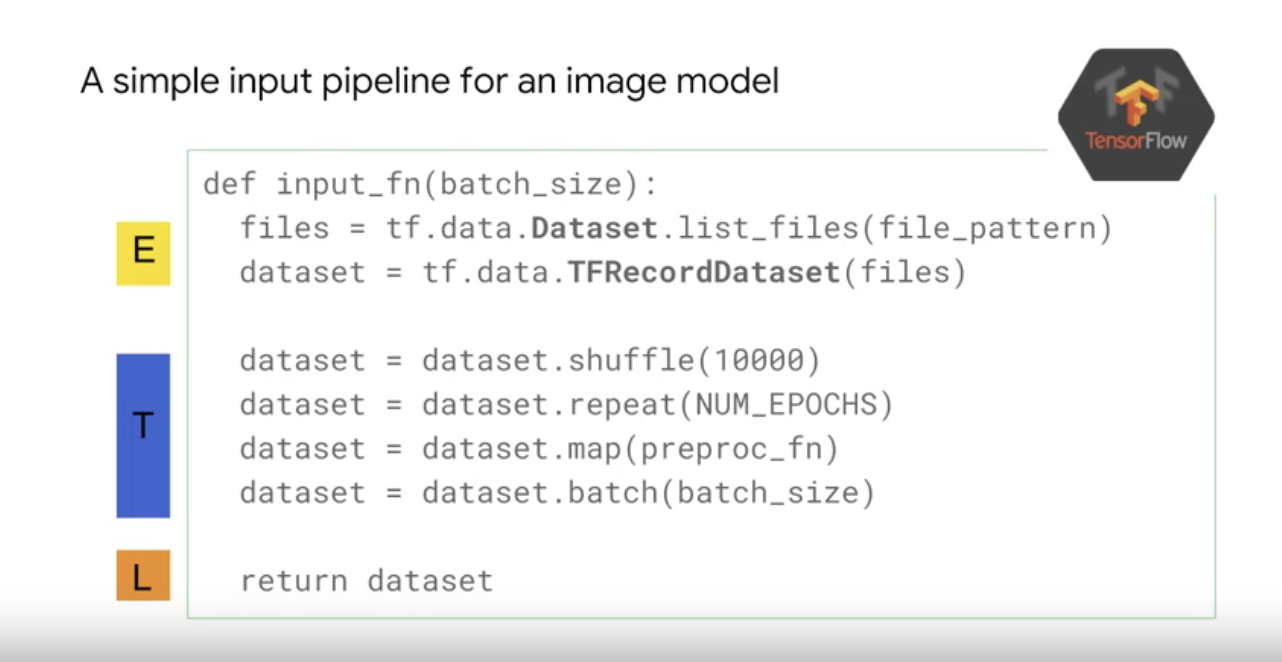 A simple input pipeline for an image model
TensorFlow
def input_fn(batch_size):
files = tf.data.Dataset.list_files(file_pattern)
E
dataset = tf.data.TFRecordDataset(files)
dataset = dataset.shuffle(10000)
dataset = dataset.repeat(NUM_EPOCHS)
T
dataset = dataset.map(preproc_fn)
dataset = dataset.batch(batch_size)
L
return dataset